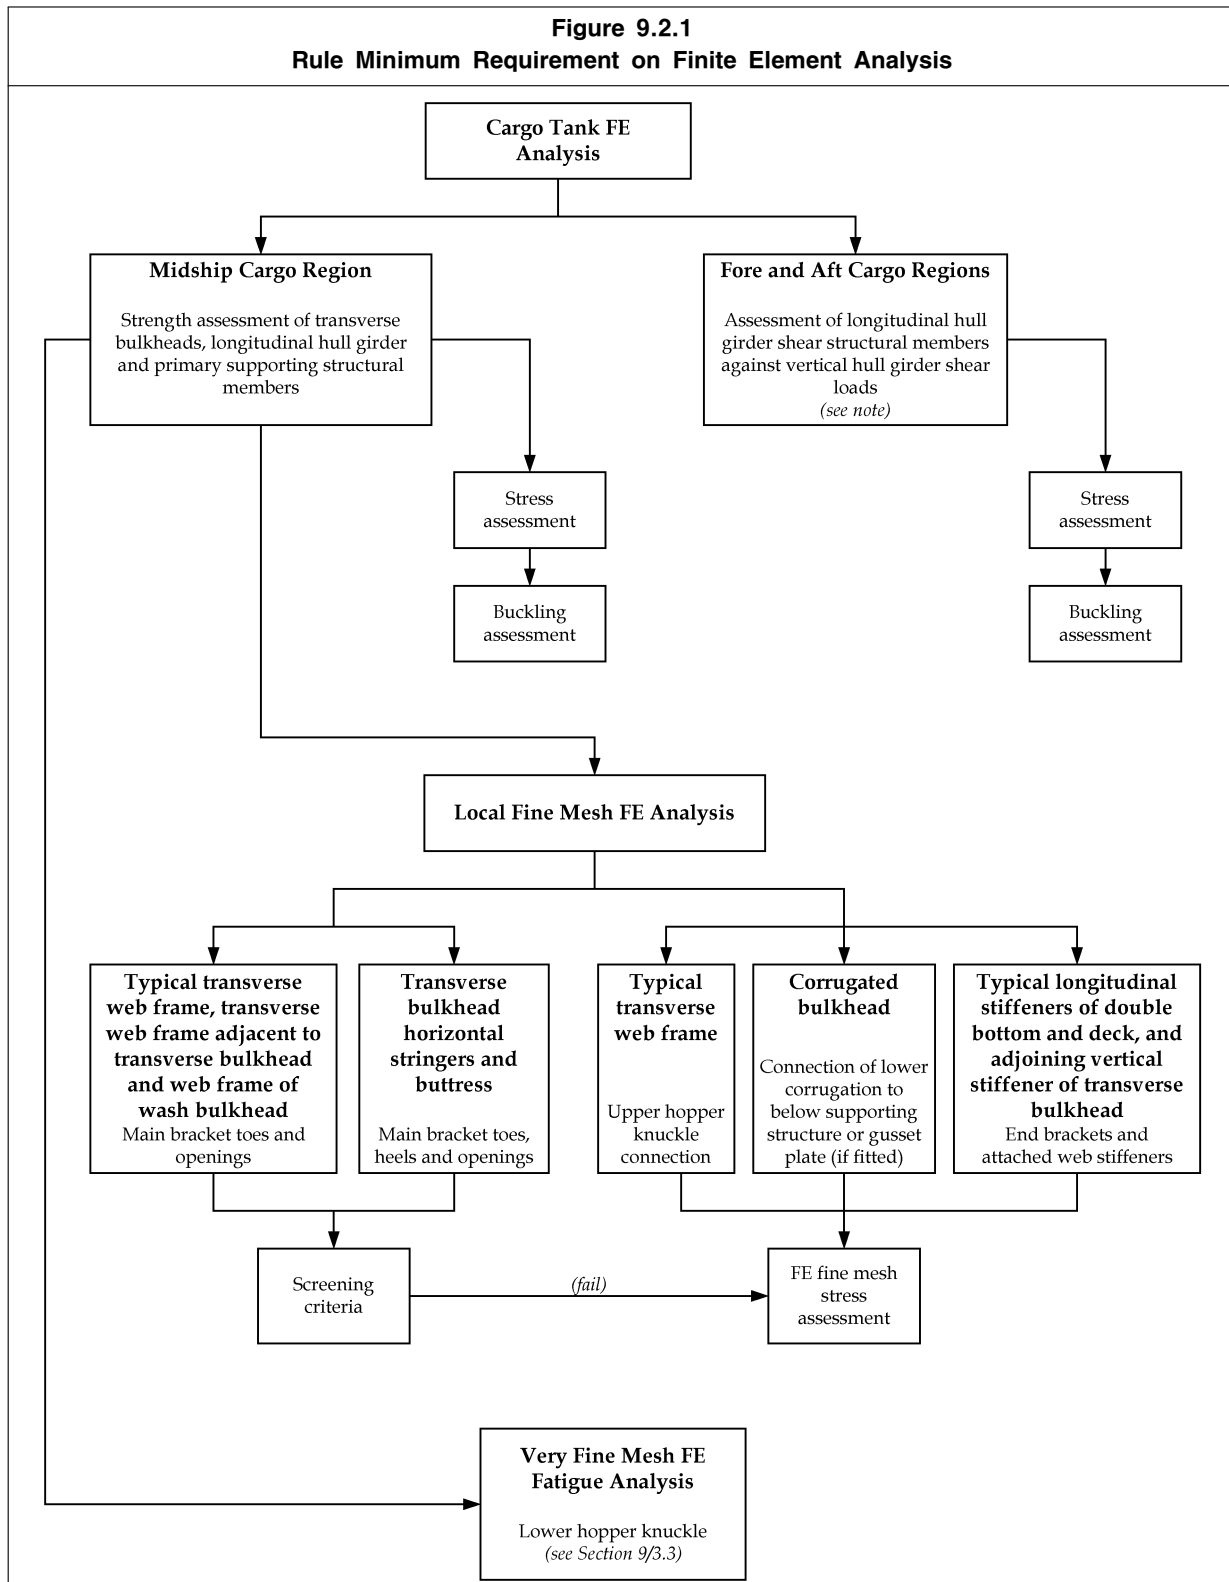 Figure 9.2.1
Rule Minimum Requirement on Finite Element Analysis
Cargo Tank FE
Analysis
Midship Cargo Region
Strength assessment of transverse
bulkheads, longitudinal hull girder
and primary supporting structural
members
Fore and Aft Cargo Regions
Assessment of longitudinal hull
girder shear structural members
against vertical hull girder shear
loads
(see note)
Stress
assessment
Stress
assessment
Buckling
assessment
Buckling
assessment
Local Fine Mesh FE Analysis
Typical transverse
web frame, transverse
web frame adjacent to
transverse bulkhead
and web frame of
wash bulkhead
Main bracket toes and
openings
Transverse
bulkhead
horizontal
stringers and
buttress
Main bracket toes,
heels and openings
Typical
transverse
web frame
Upper hopper
knuckle
connection
Corrugated
bulkhead
Connection of lower
corrugation to
below supporting
structure or gusset
plate (if fitted)
Typical longitudinal
stiffeners of double
bottom and deck, and
adjoining vertical
stiffener of transverse
bulkhead
End brackets and
attached web stiffeners
Screening
criteria
(fail)
FE fine mesh
stress
assessment
Very Fine Mesh FE
Fatigue Analysis
Lower hopper knuckle
(see Section 9/3.3)